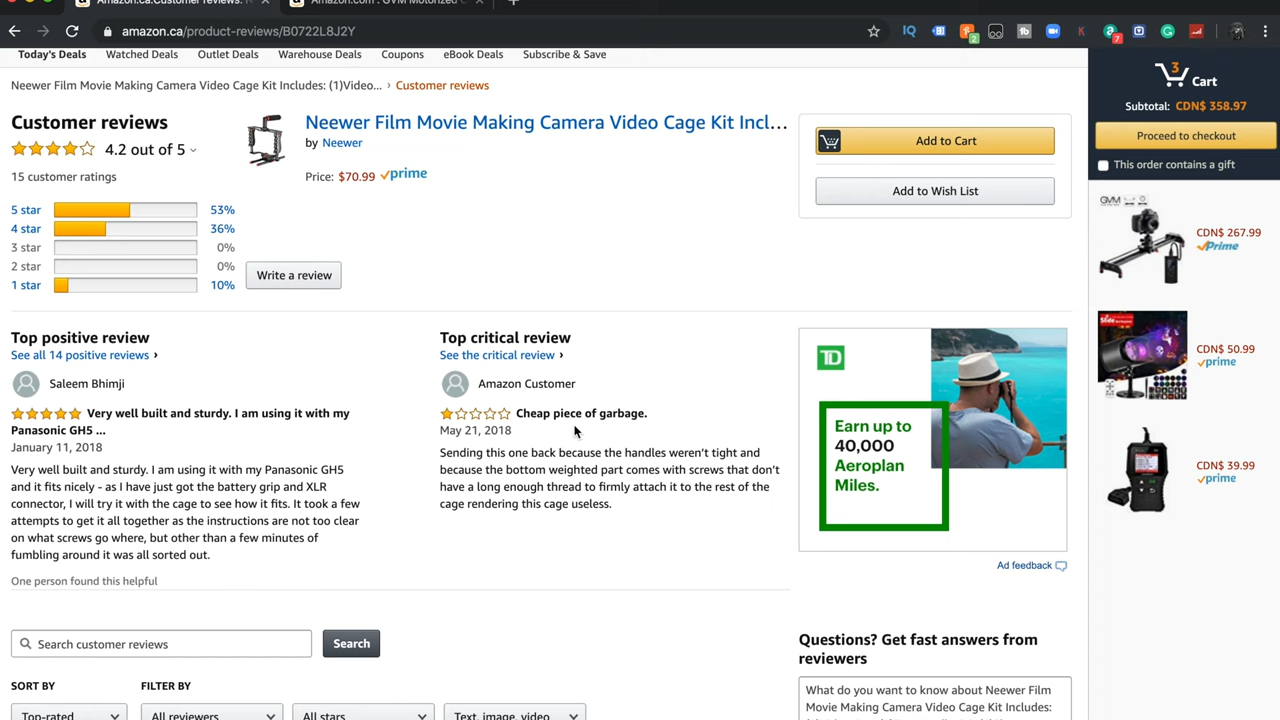 Amazon.ca:Customer reviews:
Amazon.com : GVM Motorized
amazon.ca/product-reviews/B0722L8J2Y
Today's Deals Watched Deals Outlet Deals Warehouse Deals Coupons eBook Deals Subscribe & Save
Neewer Film Movie Making Camera Video Cage Kit Includes: (1)Video... › Customer reviews
3 Cart
Subtotal: CDN$ 358.97
Proceed to checkout
This order contains a gift
Customer reviews
4.2 out of 5
15 customer ratings
5 star 53%
4 star 36%
3 star 0%
2 star 0%
1 star 10%
Neewer Film Movie Making Camera Video Cage Kit Incl...
by Neewer
Price: $70.99 prime
Write a review
Add to Cart
Add to Wish List
GVM
CDN$ 267.99
Prime
Slide
CDN$ 50.99
prime
CDN$ 39.99
prime
Top positive review
See all 14 positive reviews ›
Saleem Bhimji
Very well built and sturdy. I am using it with my
Panasonic GH5 ...
January 11, 2018
Very well built and sturdy. I am using it with my Panasonic GH5
and it fits nicely - as I have just got the battery grip and XLR
connector, I will try it with the cage to see how it fits. It took a few
attempts to get it all together as the instructions are not too clear
on what screws go where, but other than a few minutes of
fumbling around it was all sorted out.
One person found this helpful
Top critical review
See the critical review ›
Amazon Customer
Cheap piece of garbage.
May 21, 2018
Sending this one back because the handles weren't tight and
because the bottom weighted part comes with screws that don't
have a long enough thread to firmly attach it to the rest of the
cage rendering this cage useless.
TD
Earn up to
40,000
Aeroplan
Miles.
Ad feedback
Search customer reviews
Search
SORT BY
Top-rated
FILTER BY
All reviewers
All stars
Text, image, video
Questions? Get fast answers from
reviewers
What do you want to know about Neewer Film
Movie Making Camera Video Cage Kit Includes: